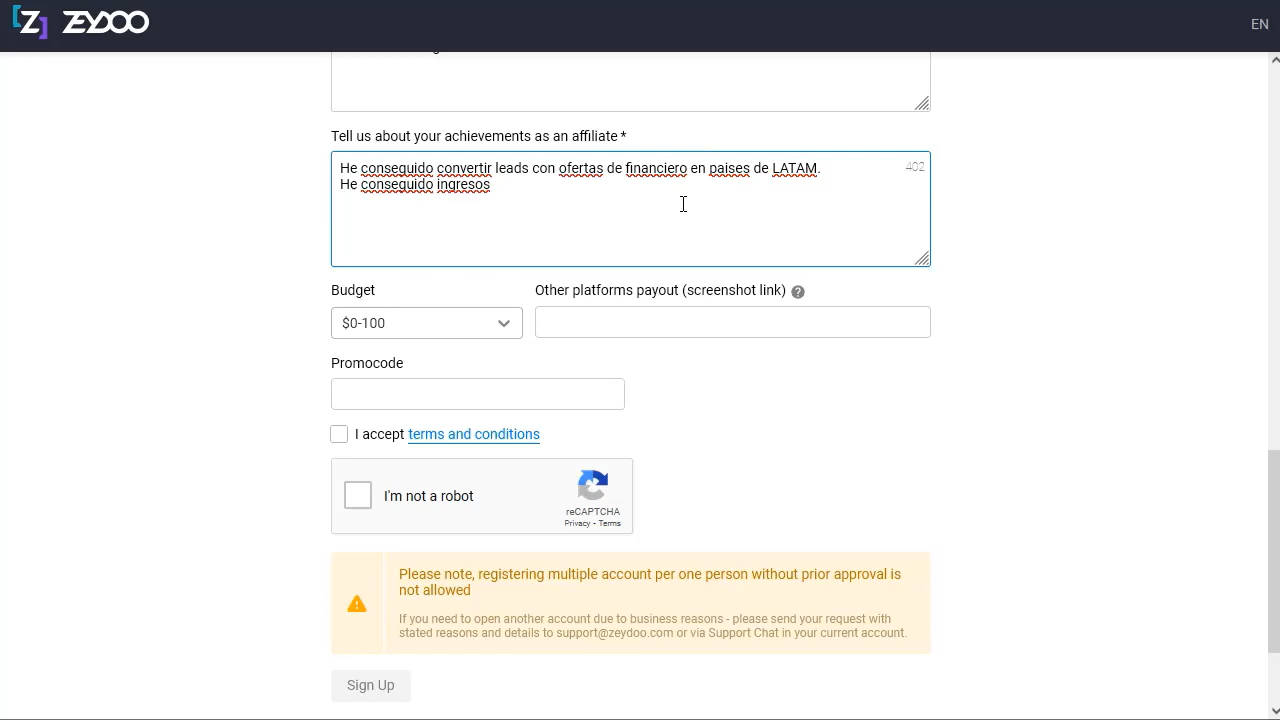 [Z] ZEYDOO
EN
Tell us about your achievements as an affiliate *
He conseguido convertir leads con ofertas de financiero en paises de LATAM.
402
He conseguido ingresos
Budget
Other platforms payout (screenshot link) ?
$0-100
Promocode
I accept terms and conditions
I'm not a robot
reCAPTCHA
Privacy - Terms
Please note, registering multiple account per one person without prior approval is
not allowed
If you need to open another account due to business reasons - please send your request with
stated reasons and details to support@zeydoo.com or via Support Chat in your current account.
Sign Up